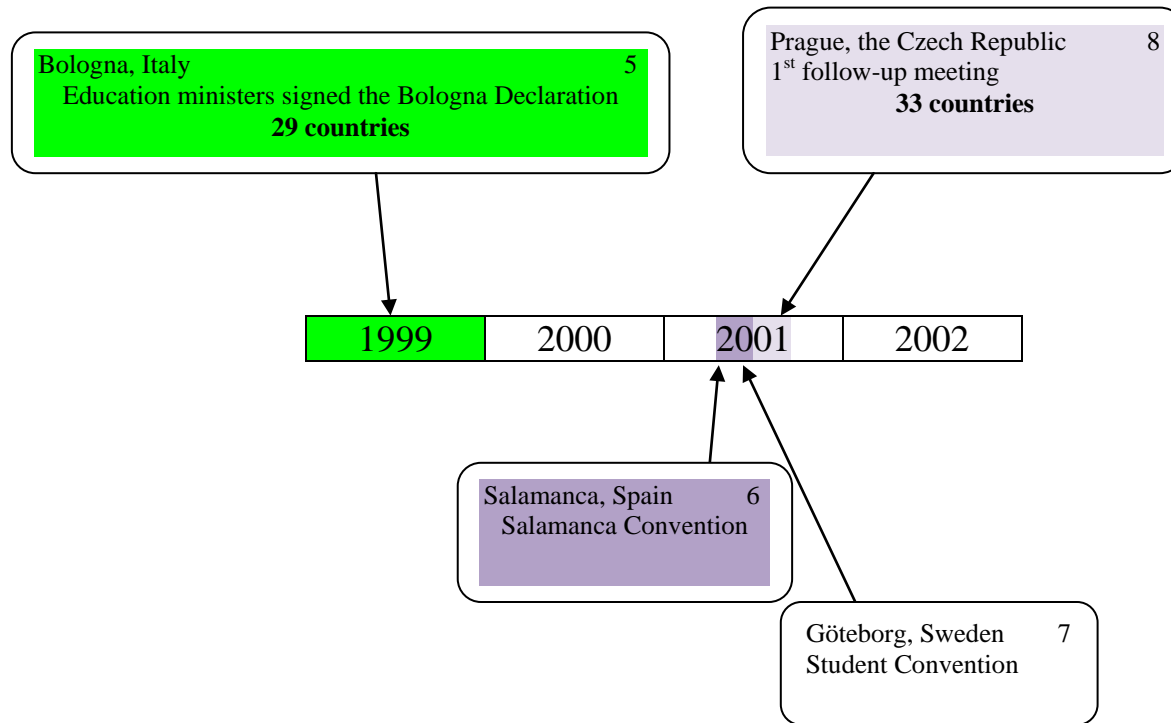 Bologna, Italy 5
Education ministers signed the Bologna Declaration
29 countries
Prague, the Czech Republic 8
1st follow-up meeting
33 countries
1999 2000 2001 2002
Salamanca, Spain 6
Salamanca Convention
Göteborg, Sweden 7
Student Convention